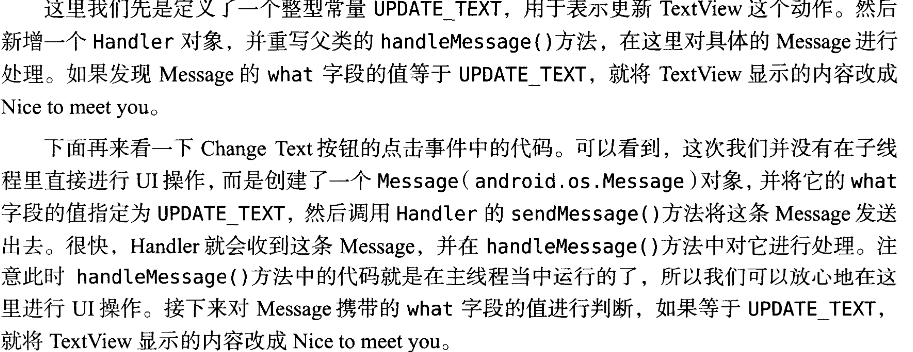 这里我们先是定义了一个整型常量 UPDATE_TEXT，用于表示更新 TextView 这个动作。然后
新增一个 Handler 对象，并重写父类的 handleMessage()方法，在这里对具体的 Message 进行
处理。如果发现 Message 的 what 字段的值等于 UPDATE_TEXT，就将 TextView 显示的内容改成
Nice to meet you。
下面再来看一下 Change Text 按钮的点击事件中的代码。可以看到，这次我们并没有在子线
程里直接进行 UI 操作，而是创建了一个 Message(android.os.Message)对象，并将它的 what
字段的值指定为 UPDATE_TEXT，然后调用 Handler 的 sendMessage()方法将这条 Message 发送
出去。很快，Handler 就会收到这条 Message，并在 handleMessage()方法中对它进行处理。注
意此时 handleMessage()方法中的代码就是在主线程当中运行的了，所以我们可以放心地在这
里进行 UI 操作。接下来对 Message 携带的 what 字段的值进行判断，如果等于 UPDATE_TEXT，
就将 TextView 显示的内容改成 Nice to meet you。